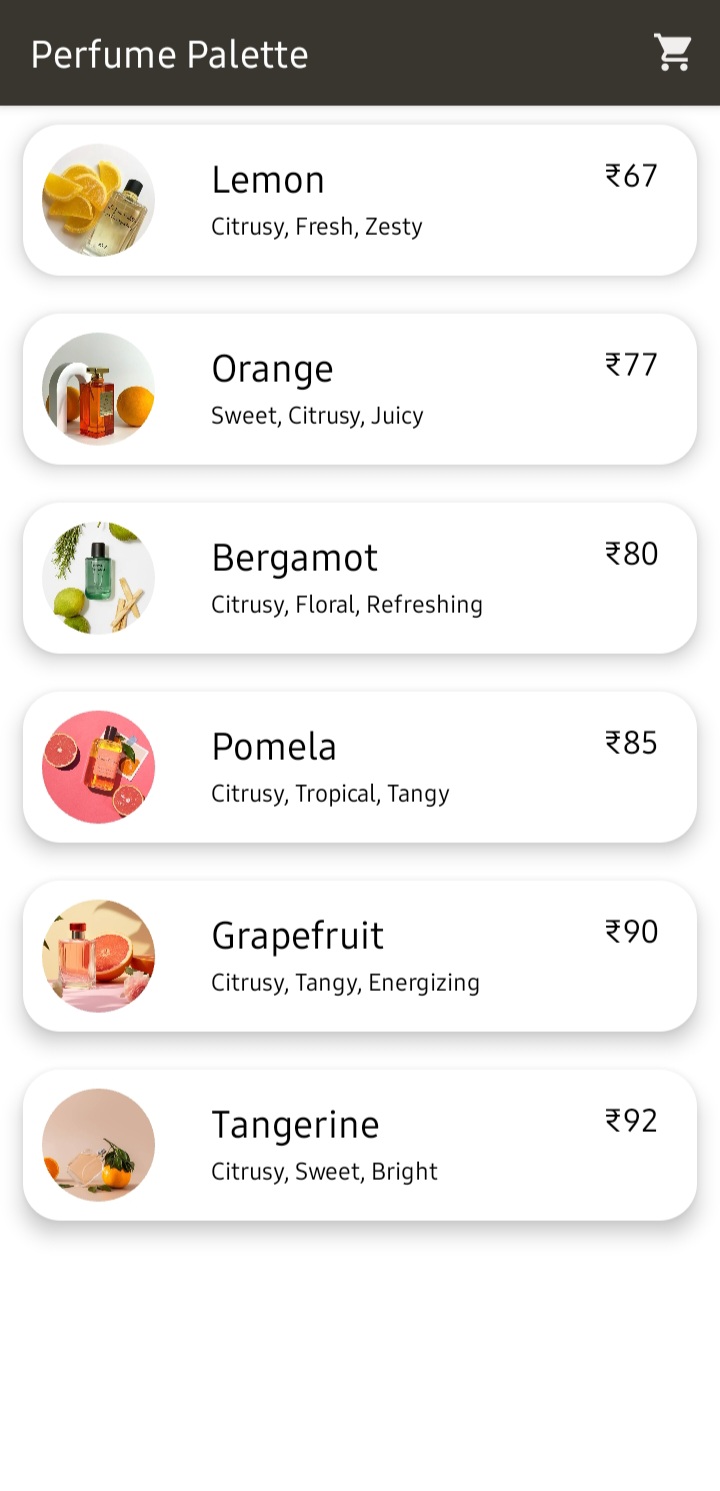 Perfume Palette
Lemon
₹67
Citrusy, Fresh, Zesty
Orange
₹77
Sweet, Citrusy, Juicy
Bergamot
₹80
Citrusy, Floral, Refreshing
Pomela
₹85
Citrusy, Tropical, Tangy
Grapefruit
₹90
Citrusy, Tangy, Energizing
Tangerine
₹92
Citrusy, Sweet, Bright